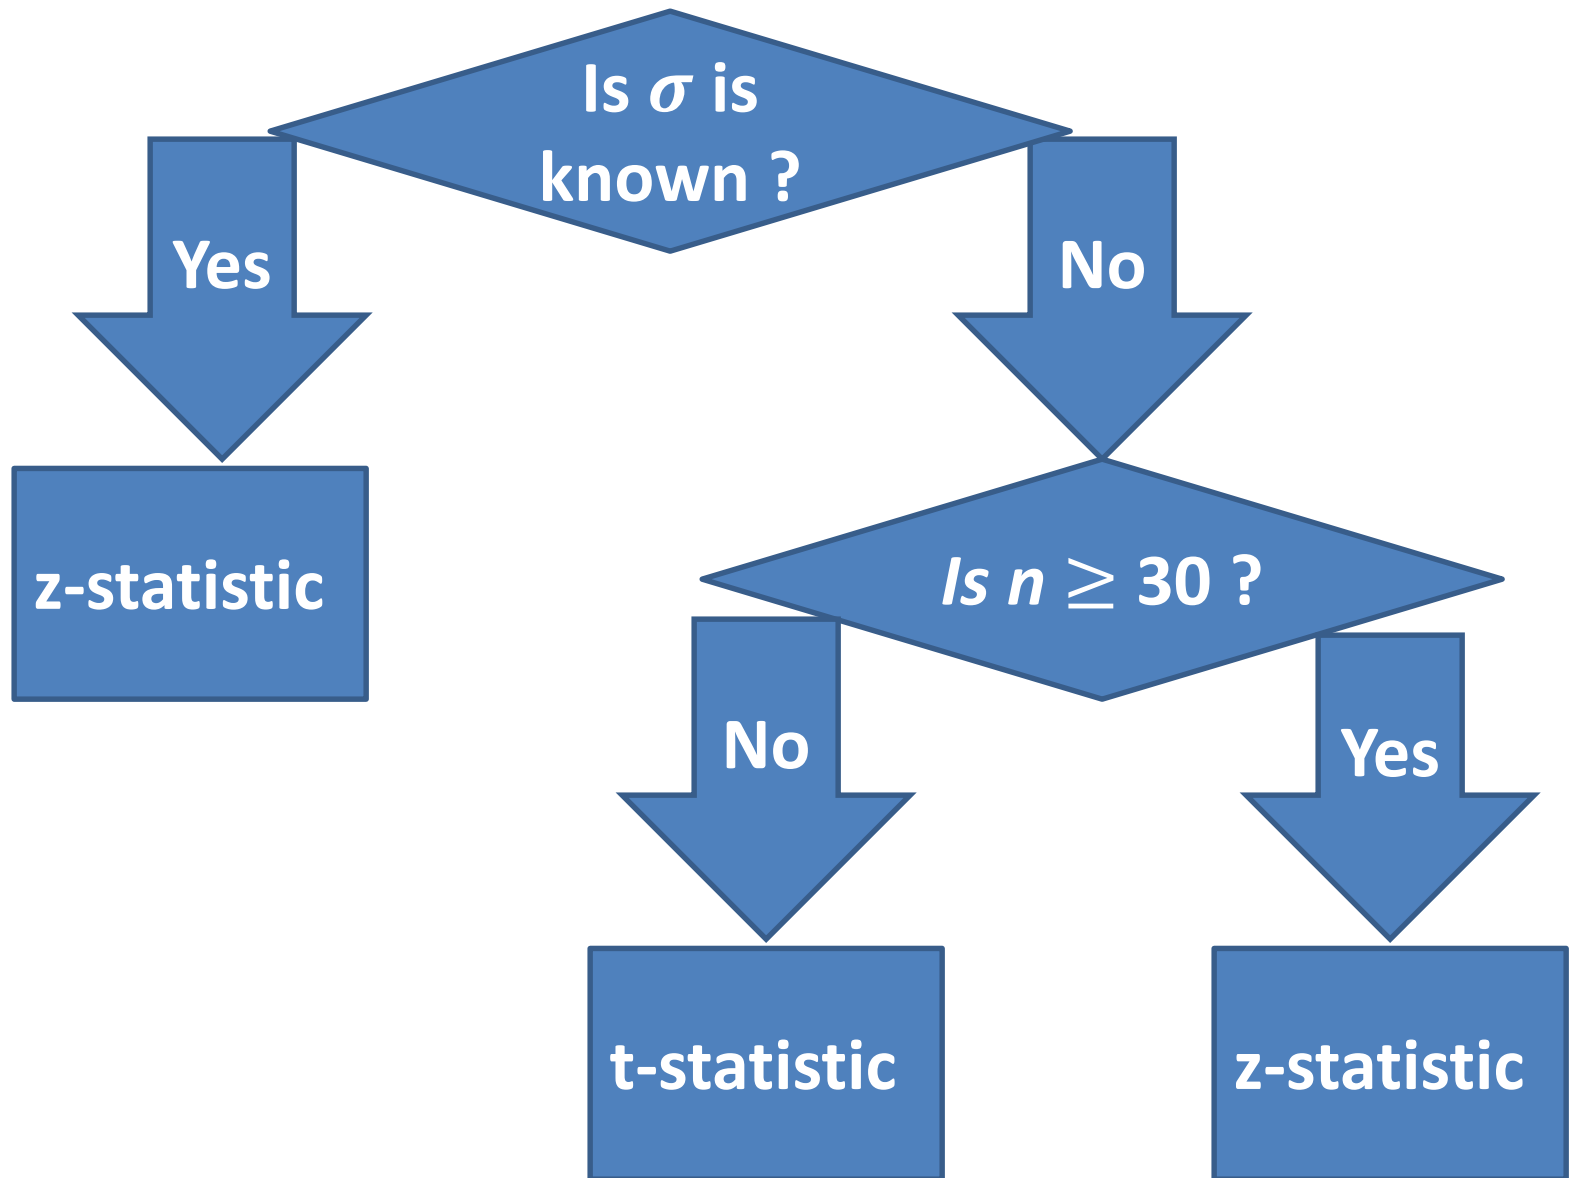 Is σ is
known ?
Yes
No
z-statistic
Is n ≥ 30 ?
No
Yes
t-statistic
z-statistic